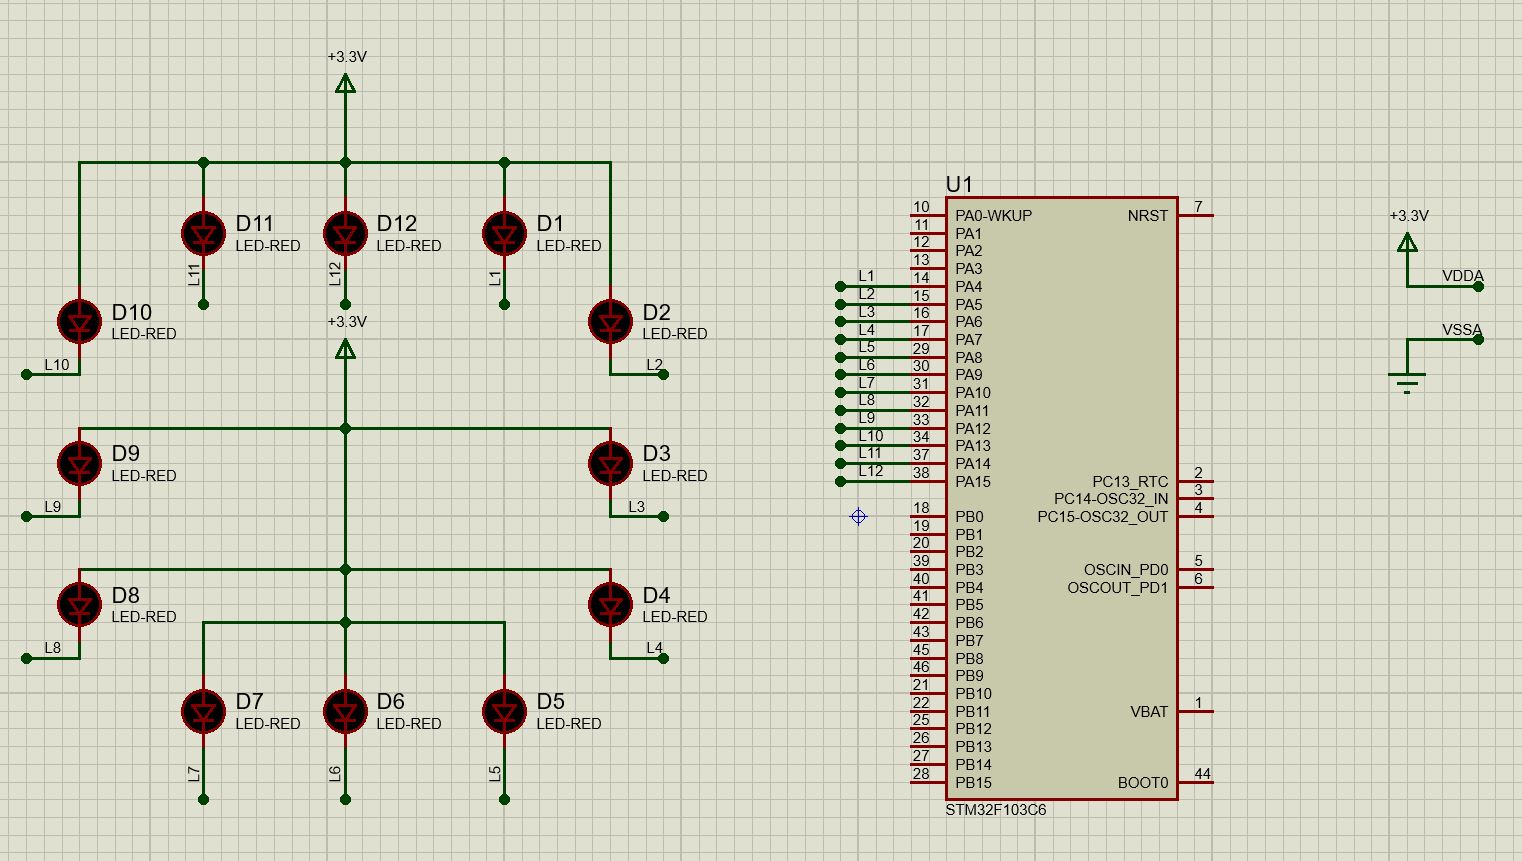 +3.3V
D11
LED-RED
D12
LED-RED
D1
LED-RED
L11
L12
L1
+3.3V
D10
LED-RED
D2
LED-RED
L10
L2
D9
LED-RED
D3
LED-RED
L9
L3
D8
LED-RED
D4
LED-RED
L8
L4
D7
LED-RED
D6
LED-RED
D5
LED-RED
L7
L6
L5
U1
10 PA0-WKUP
11 PA1
12 PA2
13 PA3
L1 14 PA4
L2 15 PA5
L3 16 PA6
L4 17 PA7
L5 29 PA8
L6 30 PA9
L7 31 PA10
L8 32 PA11
L9 33 PA12
L10 34 PA13
L11 37 PA14
L12 38 PA15
18 PB0
19 PB1
20 PB2
39 PB3
40 PB4
41 PB5
42 PB6
43 PB7
45 PB8
46 PB9
21 PB10
22 PB11
25 PB12
26 PB13
27 PB14
28 PB15
NRST 7
PC13_RTC 2
PC14-OSC32_IN 3
PC15-OSC32_OUT 4
OSCIN_PD0 5
OSCOUT_PD1 6
VBAT 1
BOOT0 44
STM32F103C6
+3.3V
VDDA
VSSA